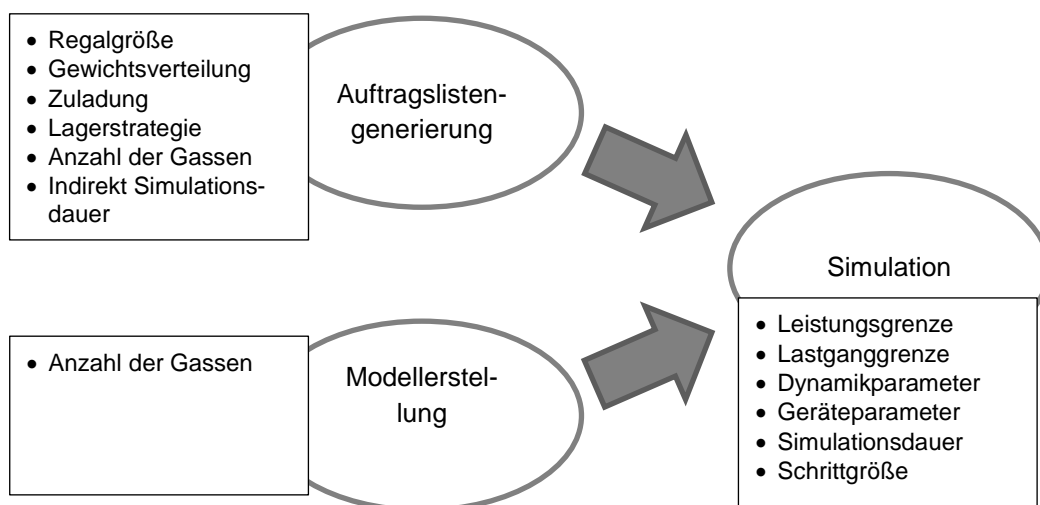 • Regalgröße
• Gewichtsverteilung
• Zuladung
• Lagerstrategie
• Anzahl der Gassen
• Indirekt Simulations-
dauer
Auftragslisten-
generierung
• Anzahl der Gassen
Modellerstel-
lung
Simulation
• Leistungsgrenze
• Lastganggrenze
• Dynamikparameter
• Geräteparameter
• Simulationsdauer
• Schrittgröße